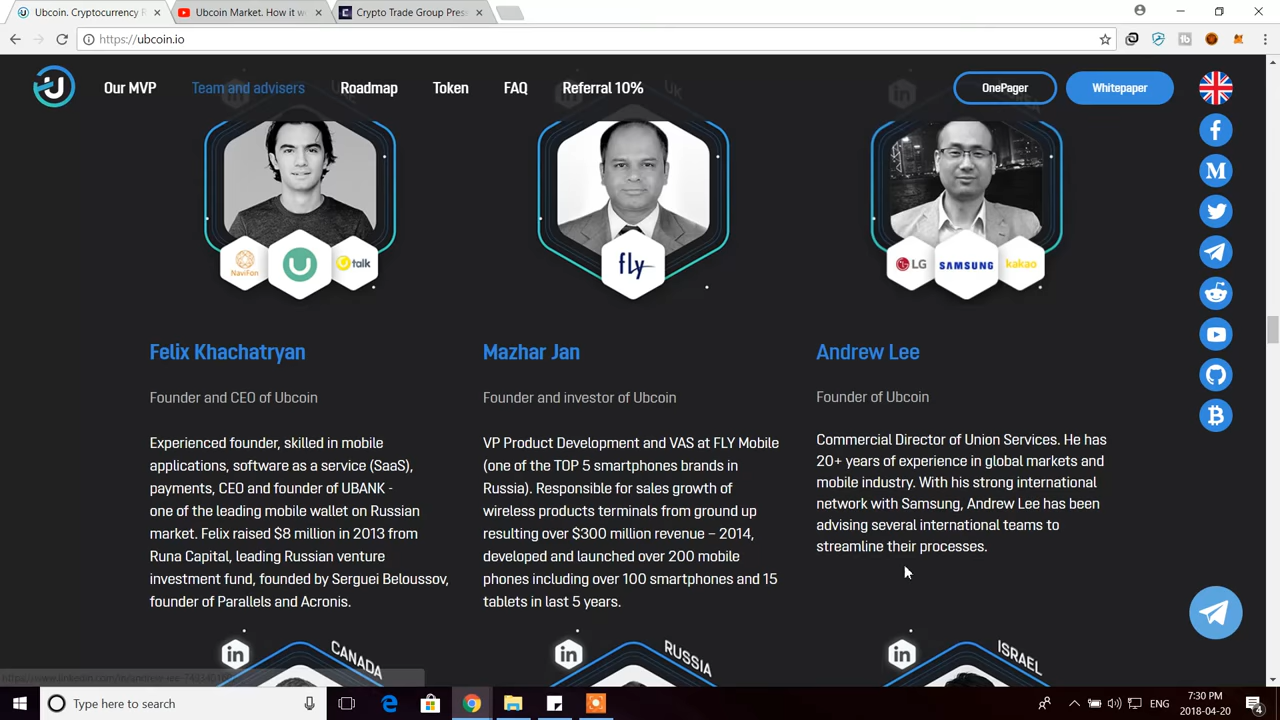 Ubcoin. Cryptocurrency R
Ubcoin Market. How it w
Crypto Trade Group Pres
https://ubcoin.io
Our MVP
Team and advisers
Roadmap
Token
FAQ
Referral 10%
OnePager
Whitepaper
UK
NaviFon
talk
fly
LG
SAMSUNG
kakao
Felix Khachatryan
Founder and CEO of Ubcoin
Experienced founder, skilled in mobile
applications, software as a service (SaaS),
payments, CEO and founder of UBANK -
one of the leading mobile wallet on Russian
market. Felix raised $8 million in 2013 from
Runa Capital, leading Russian venture
investment fund, founded by Serguei Beloussov,
founder of Parallels and Acronis.
Mazhar Jan
Founder and investor of Ubcoin
VP Product Development and VAS at FLY Mobile
(one of the TOP 5 smartphones brands in
Russia). Responsible for sales growth of
wireless products terminals from ground up
resulting over $300 million revenue – 2014,
developed and launched over 200 mobile
phones including over 100 smartphones and 15
tablets in last 5 years.
Andrew Lee
Founder of Ubcoin
Commercial Director of Union Services. He has
20+ years of experience in global markets and
mobile industry. With his strong international
network with Samsung, Andrew Lee has been
advising several international teams to
streamline their processes.
in
CANADA
in
RUSSIA
in
ISRAEL
Type here to search
ENG
7:30 PM
2018-04-20
4